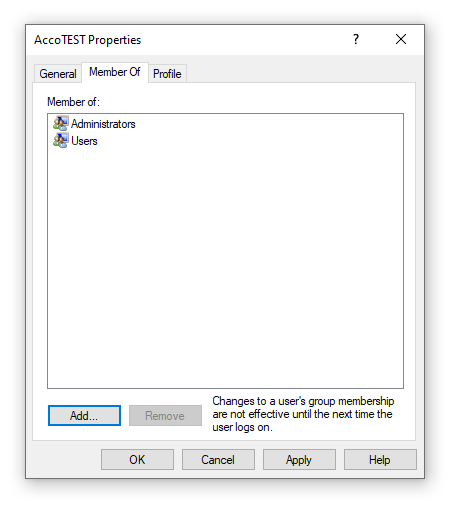 AccoTEST Properties
?
General
Member Of
Profile
Member of:
Administrators
Users
Add...
Remove
Changes to a user's group membership
are not effective until the next time the
user logs on.
OK
Cancel
Apply
Help